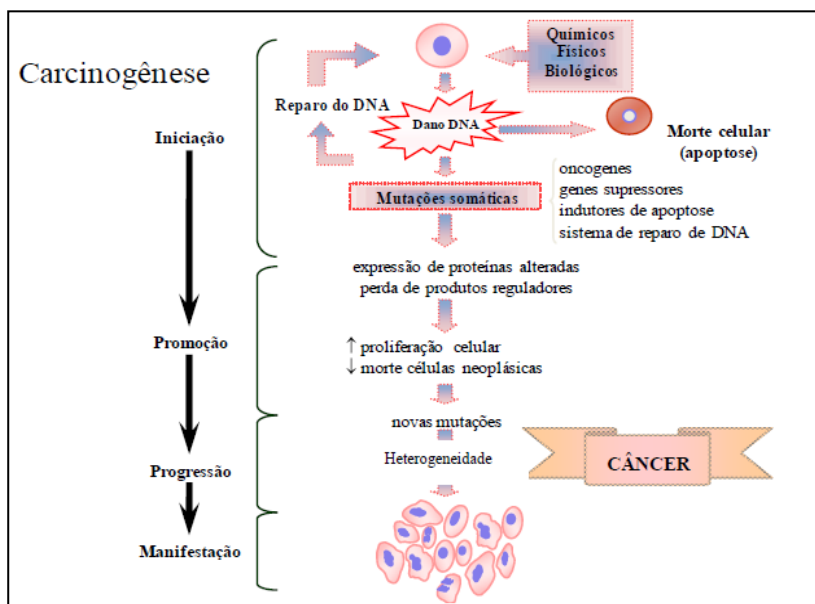 Carcinogênese
Químicos
Físicos
Biológicos
Reparo do DNA
Dano DNA
Iniciação
Morte celular
(apoptose)
Mutações somáticas
oncogenes
genes supressores
indutores de apoptose
sistema de reparo de DNA
expressão de proteínas alteradas
perda de produtos reguladores
Promoção
↑ proliferação celular
↓ morte células neoplásicas
novas mutações
Heterogeneidade
CÂNCER
Progressão
Manifestação